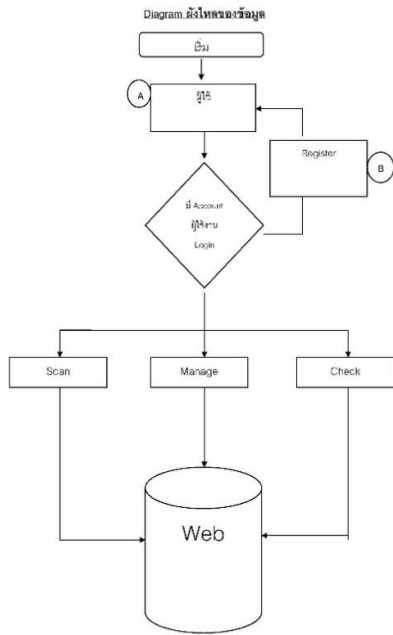 Diagram ผังไหลของข้อมูล
เริ่ม
A
ผู้ใช้
Register
B
มี Account
ผู้ใช้งาน
Login
Scan
Manage
Check
Web